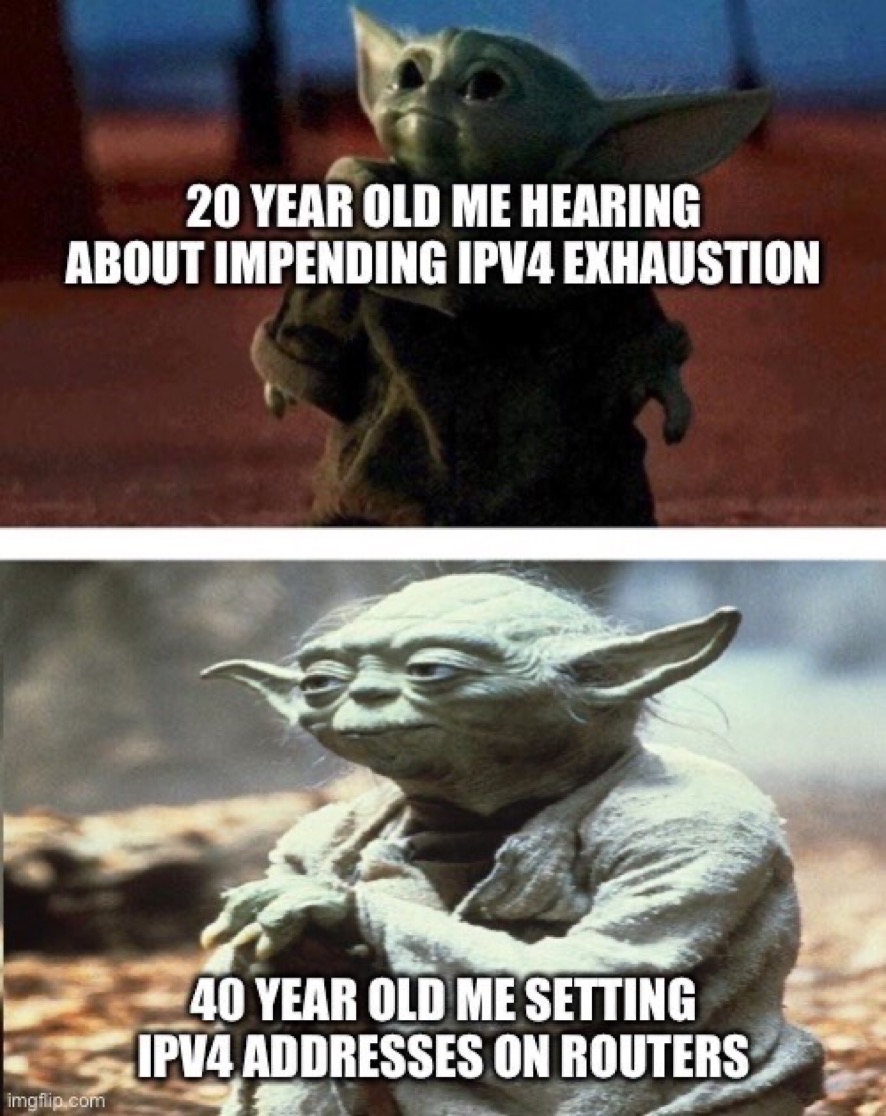 20 YEAR OLD ME HEARING
ABOUT IMPENDING IPV4 EXHAUSTION
40 YEAR OLD ME SETTING
IPV4 ADDRESSES ON ROUTERS
imgflip.com